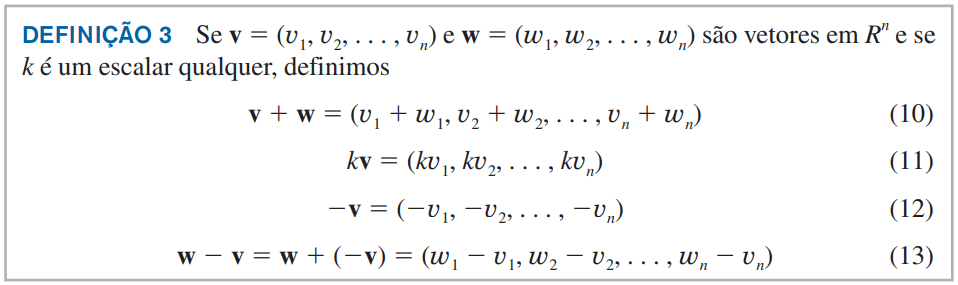 DEFINIÇÃO 3 Se v = (v₁, v₂, . . . , vₙ) e w = (w₁, w₂, . . . , wₙ) são vetores em Rⁿ e se
k é um escalar qualquer, definimos
v + w = (v₁ + w₁, v₂ + w₂, . . . , vₙ + wₙ) (10)
kv = (kv₁, kv₂, . . . , kvₙ) (11)
−v = (−v₁, −v₂, . . . , −vₙ) (12)
w − v = w + (−v) = (w₁ − v₁, w₂ − v₂, . . . , wₙ − vₙ) (13)